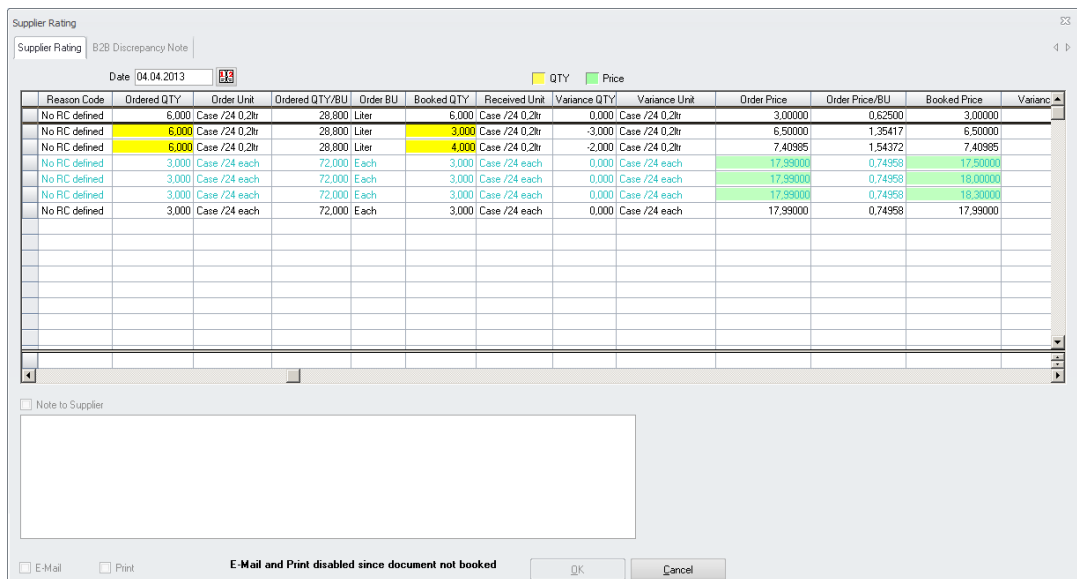 Supplier Rating
Supplier Rating B2B Discrepancy Note
Date 04.04.2013 QTY Price
Reason Code Ordered QTY Order Unit Ordered QTY/BU Order BU Booked QTY Received Unit Variance QTY Variance Unit Order Price Order Price/BU Booked Price Varianc
No RC defined 6,000 Case /24 0,2ltr 28,800 Liter 6,000 Case /24 0,2ltr 0,000 Case /24 0,2ltr 3,00000 0,62500 3,00000
No RC defined 6,000 Case /24 0,2ltr 28,800 Liter 3,000 Case /24 0,2ltr -3,000 Case /24 0,2ltr 6,50000 1,35417 6,50000
No RC defined 6,000 Case /24 0,2ltr 28,800 Liter 4,000 Case /24 0,2ltr -2,000 Case /24 0,2ltr 7,40985 1,54372 7,40985
No RC defined 3,000 Case /24 each 72,000 Each 3,000 Case /24 each 0,000 Case /24 each 17,99000 0,74958 17,50000
No RC defined 3,000 Case /24 each 72,000 Each 3,000 Case /24 each 0,000 Case /24 each 17,99000 0,74958 18,00000
No RC defined 3,000 Case /24 each 72,000 Each 3,000 Case /24 each 0,000 Case /24 each 17,99000 0,74958 18,30000
No RC defined 3,000 Case /24 each 72,000 Each 3,000 Case /24 each 0,000 Case /24 each 17,99000 0,74958 17,99000
Note to Supplier
E-Mail Print E-Mail and Print disabled since document not booked OK Cancel